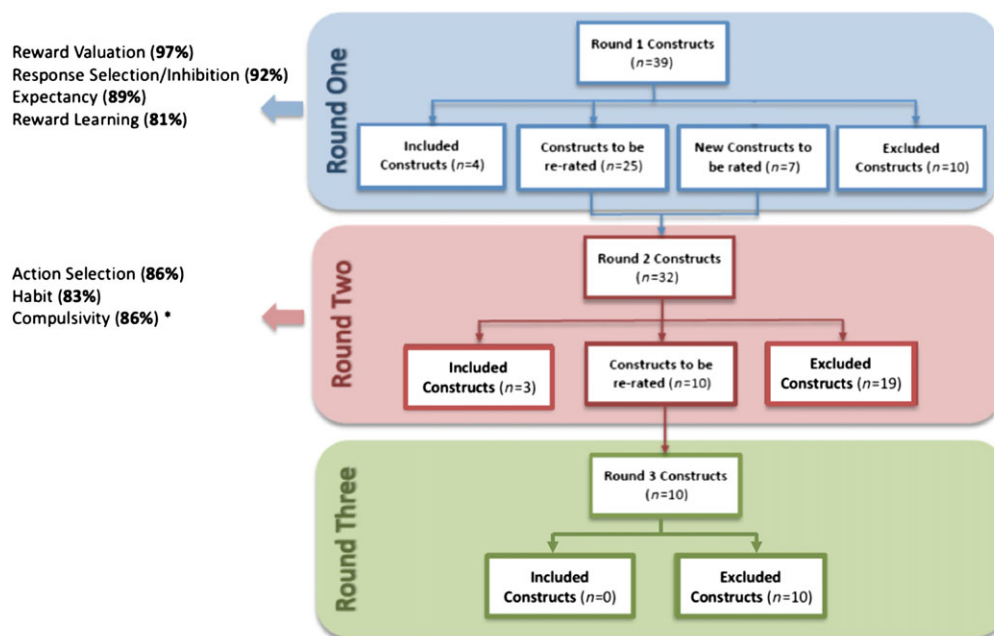 Reward Valuation (97%)
Response Selection/Inhibition (92%)
Expectancy (89%)
Reward Learning (81%)
Round One
Round 1 Constructs
(n=39)
Included
Constructs (n=4)
Constructs to be
re-rated (n=25)
New Constructs to
be rated (n=7)
Excluded
Constructs (n=10)
Action Selection (86%)
Habit (83%)
Compulsivity (86%) *
Round Two
Round 2 Constructs
(n=32)
Included
Constructs (n=3)
Constructs to be
re-rated (n=10)
Excluded
Constructs (n=19)
Round Three
Round 3 Constructs
(n=10)
Included
Constructs (n=0)
Excluded
Constructs (n=10)